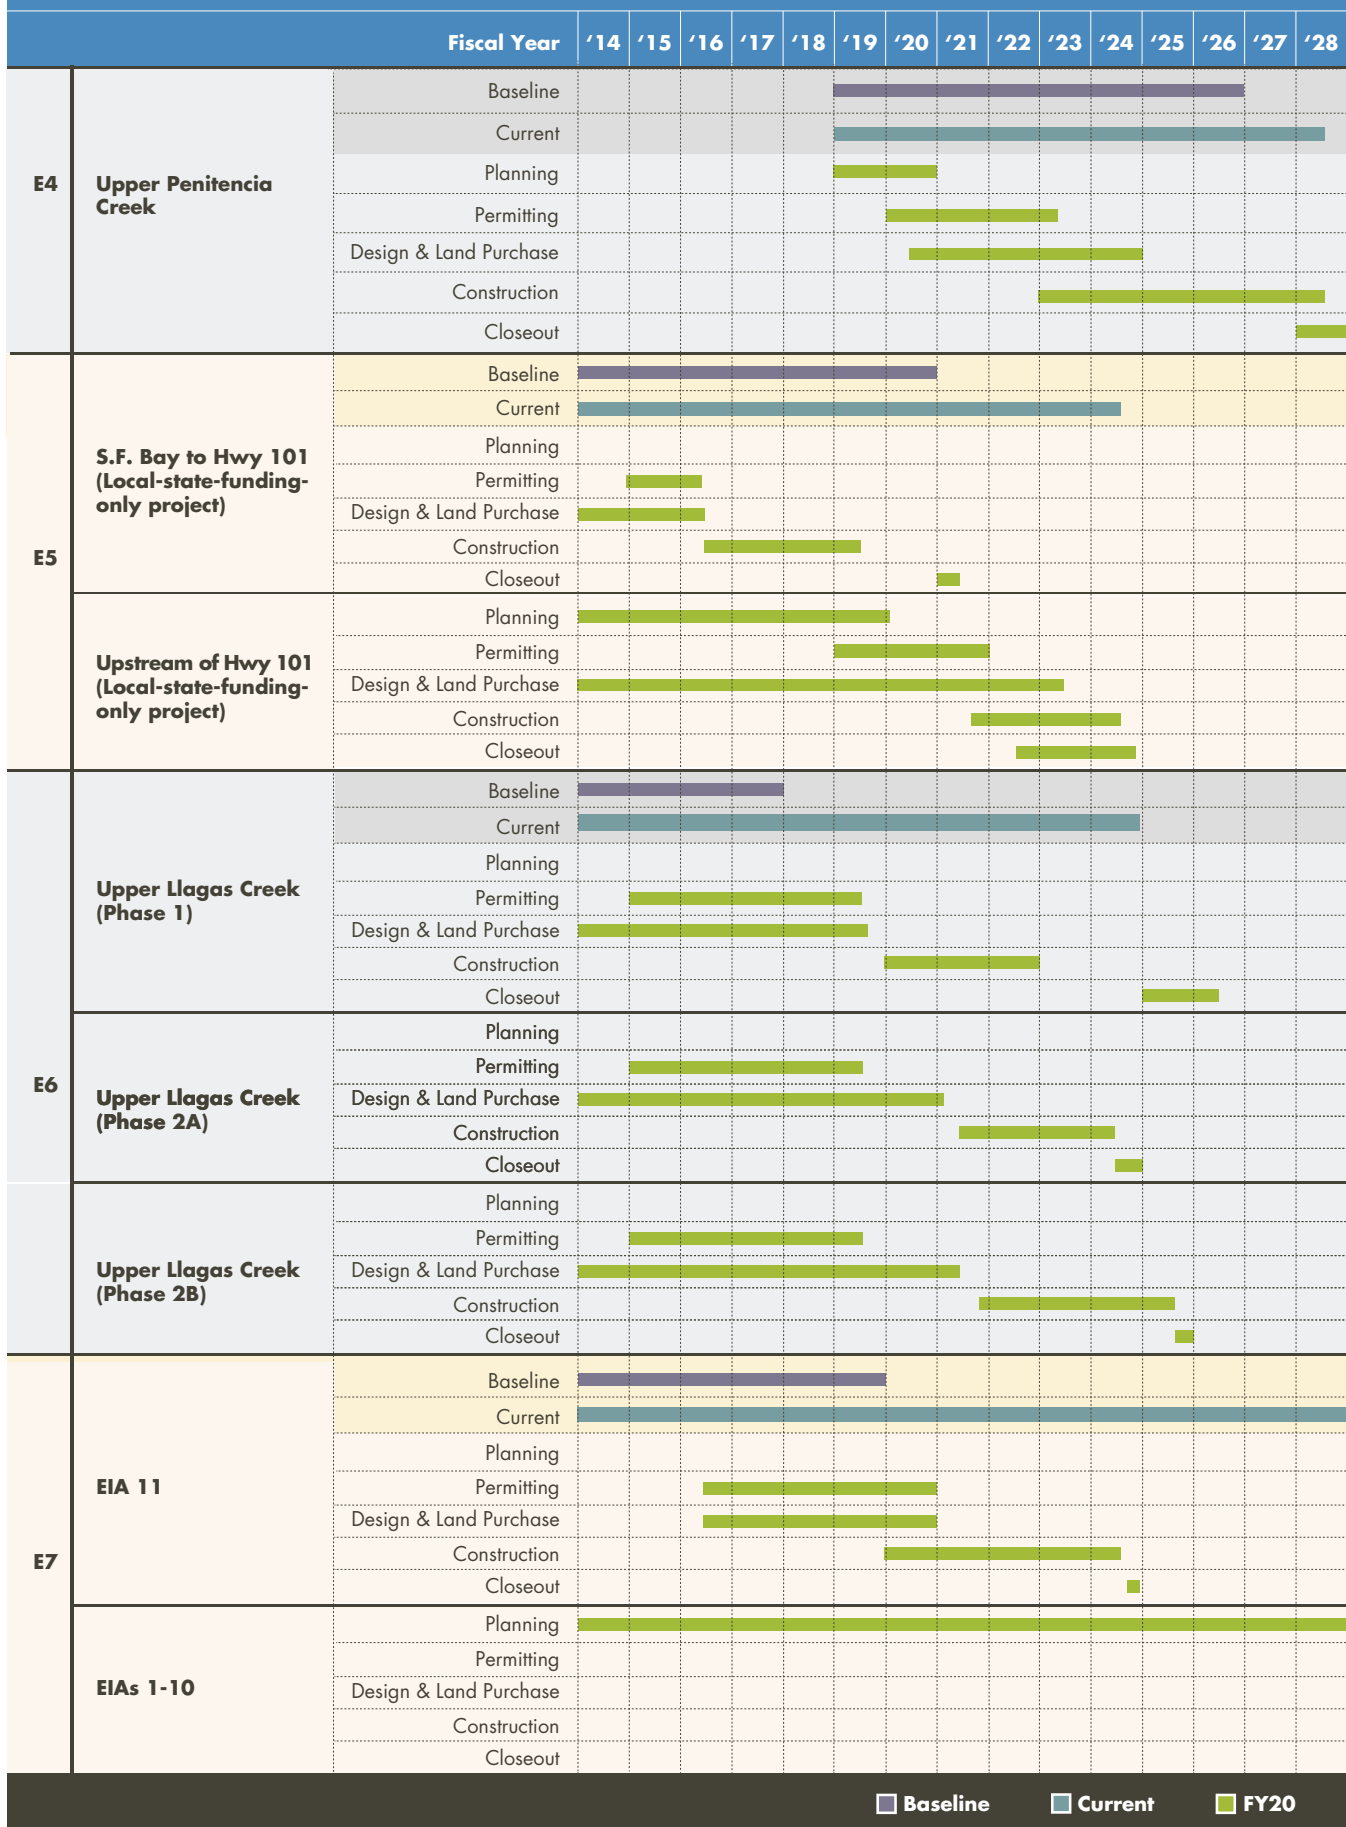 Fiscal Year ‘14 ‘15 ‘16 ‘17 ‘18 ‘19 ‘20 ‘21 ‘22 ‘23 ‘24 ‘25 ‘26 ‘27 ‘28
E4
Upper Penitencia
Creek
Baseline
Current
Planning
Permitting
Design & Land Purchase
Construction
Closeout
E5
S.F. Bay to Hwy 101
(Local-state-funding-
only project)
Baseline
Current
Planning
Permitting
Design & Land Purchase
Construction
Closeout
Upstream of Hwy 101
(Local-state-funding-
only project)
Planning
Permitting
Design & Land Purchase
Construction
Closeout
E6
Upper Llagas Creek
(Phase 1)
Baseline
Current
Planning
Permitting
Design & Land Purchase
Construction
Closeout
Upper Llagas Creek
(Phase 2A)
Planning
Permitting
Design & Land Purchase
Construction
Closeout
Upper Llagas Creek
(Phase 2B)
Planning
Permitting
Design & Land Purchase
Construction
Closeout
E7
EIA 11
Baseline
Current
Planning
Permitting
Design & Land Purchase
Construction
Closeout
EIAs 1-10
Planning
Permitting
Design & Land Purchase
Construction
Closeout
Baseline Current FY20